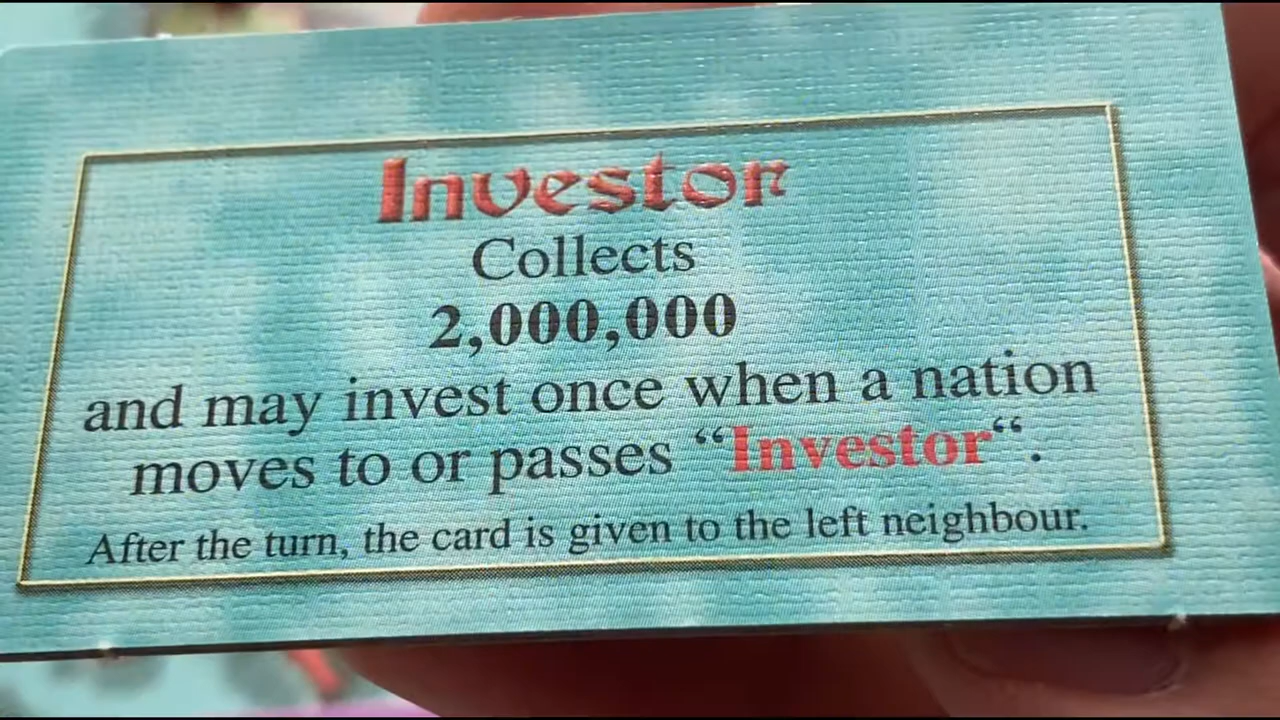 Investor
Collects
2,000,000
and may invest once when a nation
moves to or passes “Investor“.
After the turn, the card is given to the left neighbour.